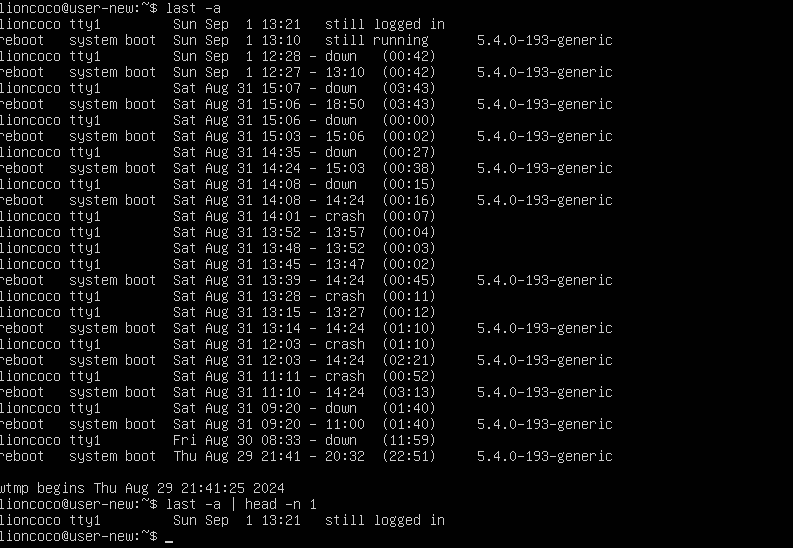 lioncoco@user-new:~$ last -a
lioncoco tty1         Sun Sep  1 13:21   still logged in
reboot   system boot  Sun Sep  1 13:10   still running      5.4.0-193-generic
lioncoco tty1         Sun Sep  1 12:28 - down   (00:42)
reboot   system boot  Sun Sep  1 12:27 - 13:10  (00:42)     5.4.0-193-generic
lioncoco tty1         Sat Aug 31 15:07 - down   (03:43)
reboot   system boot  Sat Aug 31 15:06 - 18:50  (03:43)     5.4.0-193-generic
lioncoco tty1         Sat Aug 31 15:06 - down   (00:00)
reboot   system boot  Sat Aug 31 15:03 - 15:06  (00:02)     5.4.0-193-generic
lioncoco tty1         Sat Aug 31 14:35 - down   (00:27)
reboot   system boot  Sat Aug 31 14:24 - 15:03  (00:38)     5.4.0-193-generic
lioncoco tty1         Sat Aug 31 14:08 - down   (00:15)
reboot   system boot  Sat Aug 31 14:08 - 14:24  (00:16)     5.4.0-193-generic
lioncoco tty1         Sat Aug 31 14:01 - crash  (00:07)
lioncoco tty1         Sat Aug 31 13:52 - 13:57  (00:04)
lioncoco tty1         Sat Aug 31 13:48 - 13:52  (00:03)
lioncoco tty1         Sat Aug 31 13:45 - 13:47  (00:02)
reboot   system boot  Sat Aug 31 13:39 - 14:24  (00:45)     5.4.0-193-generic
lioncoco tty1         Sat Aug 31 13:28 - crash  (00:11)
lioncoco tty1         Sat Aug 31 13:15 - 13:27  (00:12)
reboot   system boot  Sat Aug 31 13:14 - 14:24  (01:10)     5.4.0-193-generic
lioncoco tty1         Sat Aug 31 12:03 - crash  (01:10)
reboot   system boot  Sat Aug 31 12:03 - 14:24  (02:21)     5.4.0-193-generic
lioncoco tty1         Sat Aug 31 11:11 - crash  (00:52)
reboot   system boot  Sat Aug 31 11:10 - 14:24  (03:13)     5.4.0-193-generic
lioncoco tty1         Sat Aug 31 09:20 - down   (01:40)
reboot   system boot  Sat Aug 31 09:20 - 11:00  (01:40)     5.4.0-193-generic
lioncoco tty1         Fri Aug 30 08:33 - down   (11:59)
reboot   system boot  Thu Aug 29 21:41 - 20:32  (22:51)     5.4.0-193-generic

wtmp begins Thu Aug 29 21:41:25 2024
lioncoco@user-new:~$ last -a | head -n 1
lioncoco tty1         Sun Sep  1 13:21   still logged in
lioncoco@user-new:~$ _